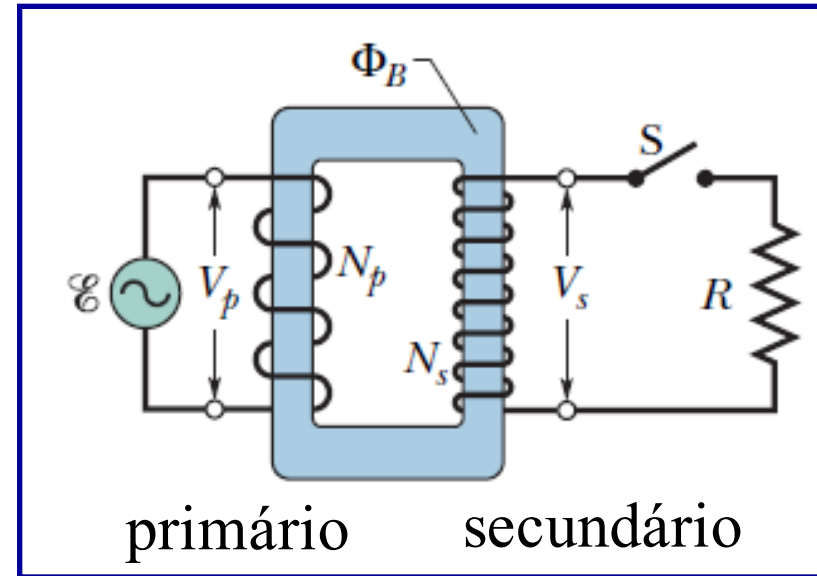 Φ_B
S
ℰ V_p N_p V_s R
N_s
primário secundário